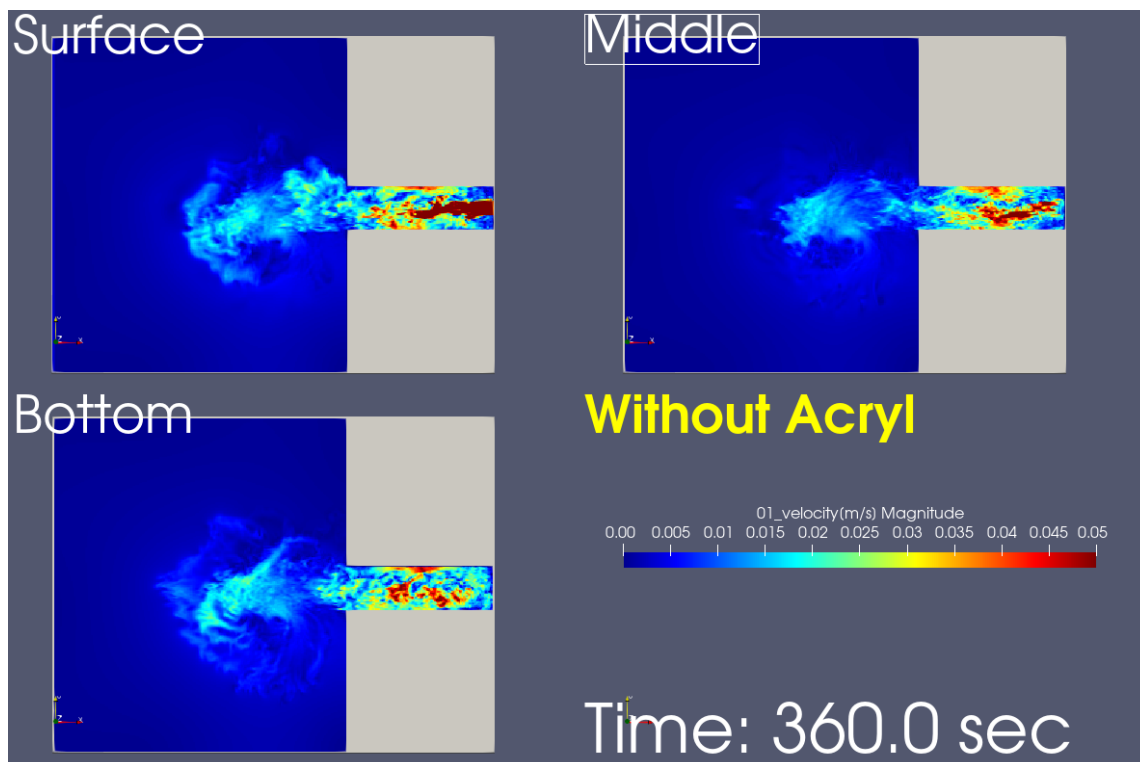 Surface
Middle
Z X
Z X
Bottom
Without Acryl
01_velocity[m/s] Magnitude
0.00 0.005 0.01 0.015 0.02 0.025 0.03 0.035 0.04 0.045 0.05
Z X
Time: 360.0 sec